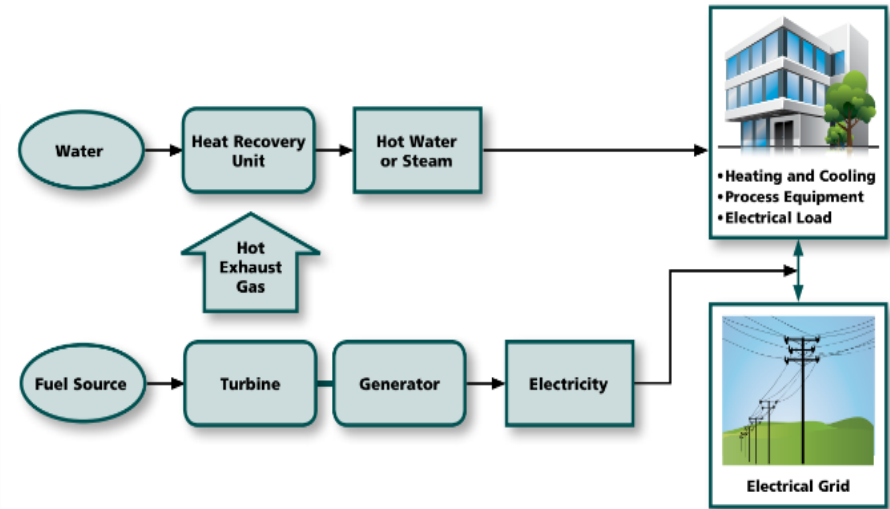 Water
Heat Recovery
Unit
Hot Water
or Steam
•Heating and Cooling
•Process Equipment
•Electrical Load
Hot
Exhaust
Gas
Fuel Source
Turbine
Generator
Electricity
Electrical Grid